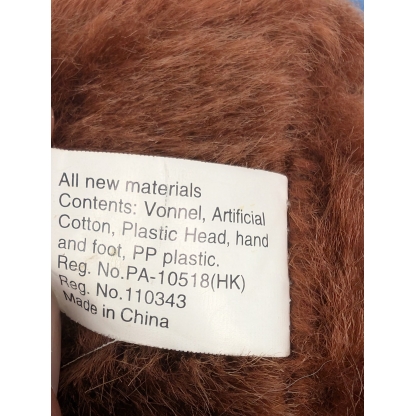 All new materials
Contents: Vonnel, Artificial
Cotton, Plastic Head, hand
and foot, PP plastic.
Reg. No.PA-10518(HK)
Reg. No.110343
Made in China